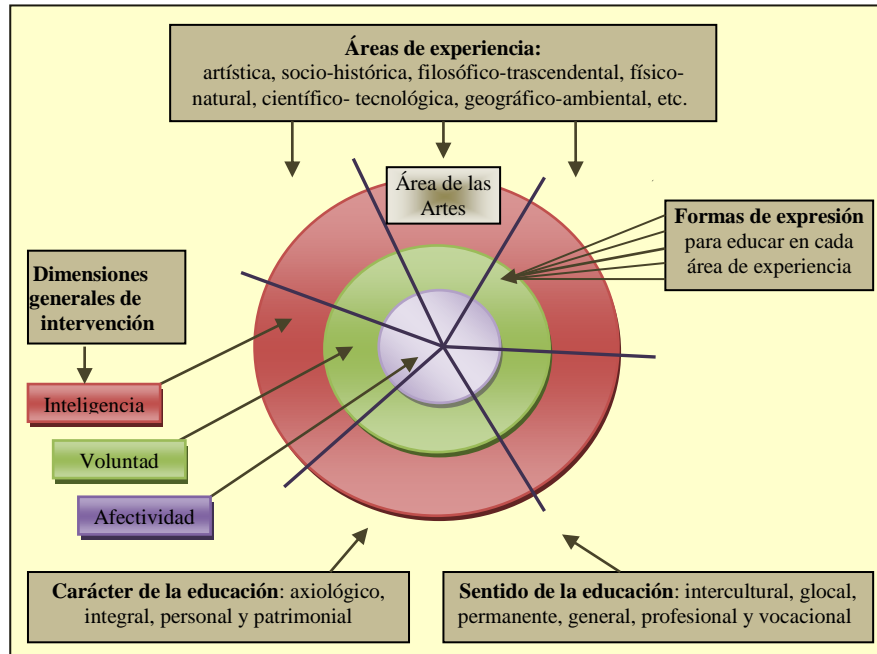 Áreas de experiencia:
artística, socio-histórica, filosófico-trascendental, físico-
natural, científico- tecnológica, geográfico-ambiental, etc.
Área de las
Artes
Formas de expresión
para educar en cada
área de experiencia
Dimensiones
generales de
intervención
Inteligencia
Voluntad
Afectividad
Carácter de la educación: axiológico,
integral, personal y patrimonial
Sentido de la educación: intercultural, glocal,
permanente, general, profesional y vocacional